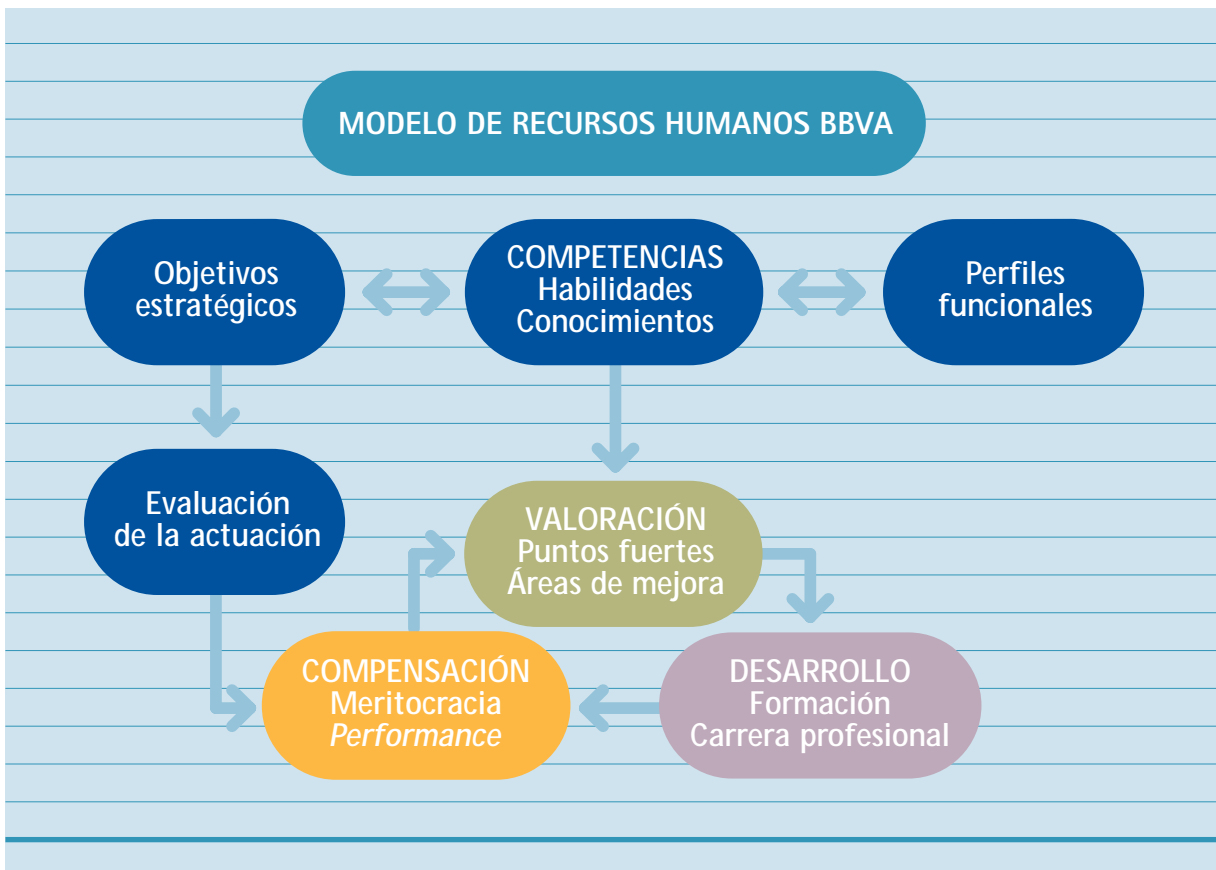 MODELO DE RECURSOS HUMANOS BBVA
Objetivos
estratégicos
COMPETENCIAS
Habilidades
Conocimientos
Perfiles
funcionales
Evaluación
de la actuación
VALORACIÓN
Puntos fuertes
Áreas de mejora
COMPENSACIÓN
Meritocracia
Performance
DESARROLLO
Formación
Carrera profesional